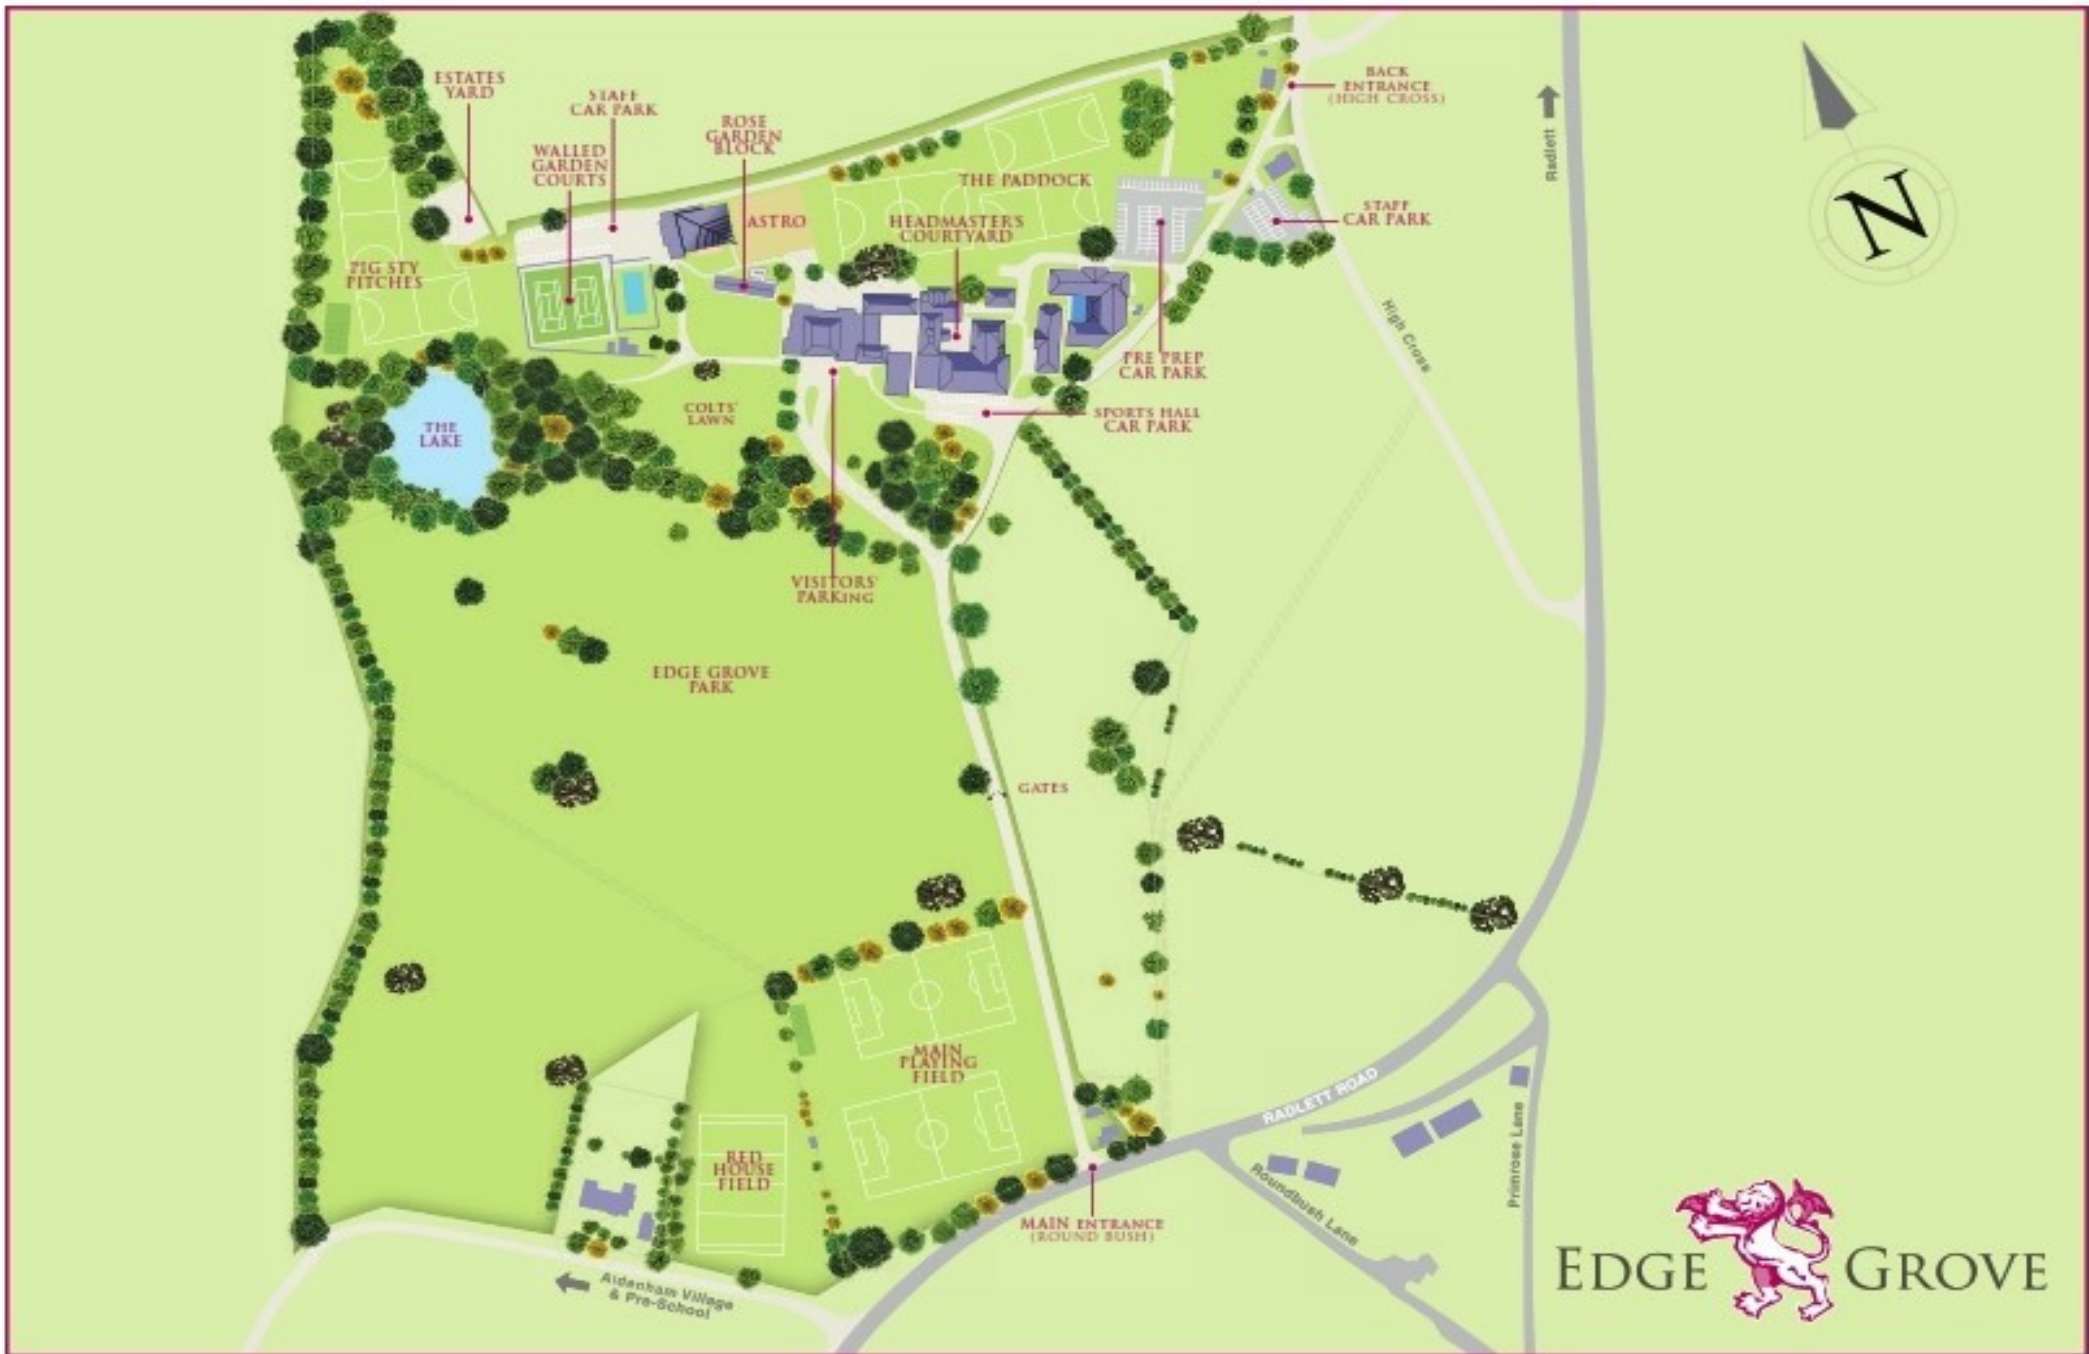 ESTATES
YARD
STAFF
CAR PARK
WALLED
GARDEN
COURTS
ROSE
GARDEN
BLOCK
ASTRO
THE PADDOCK
HEADMASTER'S
COURTYARD
BACK
ENTRANCE
(HIGH CROSS)
STAFF
CAR PARK
Radlett
N
PIG STY
PITCHES
High Cross
PRE PREP
CAR PARK
SPORTS HALL
CAR PARK
THE
LAKE
COLTS'
LAWN
VISITORS'
PARKING
EDGE GROVE
PARK
GATES
MAIN
PLAYING
FIELD
RED
HOUSE
FIELD
RADLETT ROAD
MAIN ENTRANCE
(ROUND BUSH)
Roundbush Lane
Primrose Lane
Aldenham Village
& Pre-School
EDGE GROVE